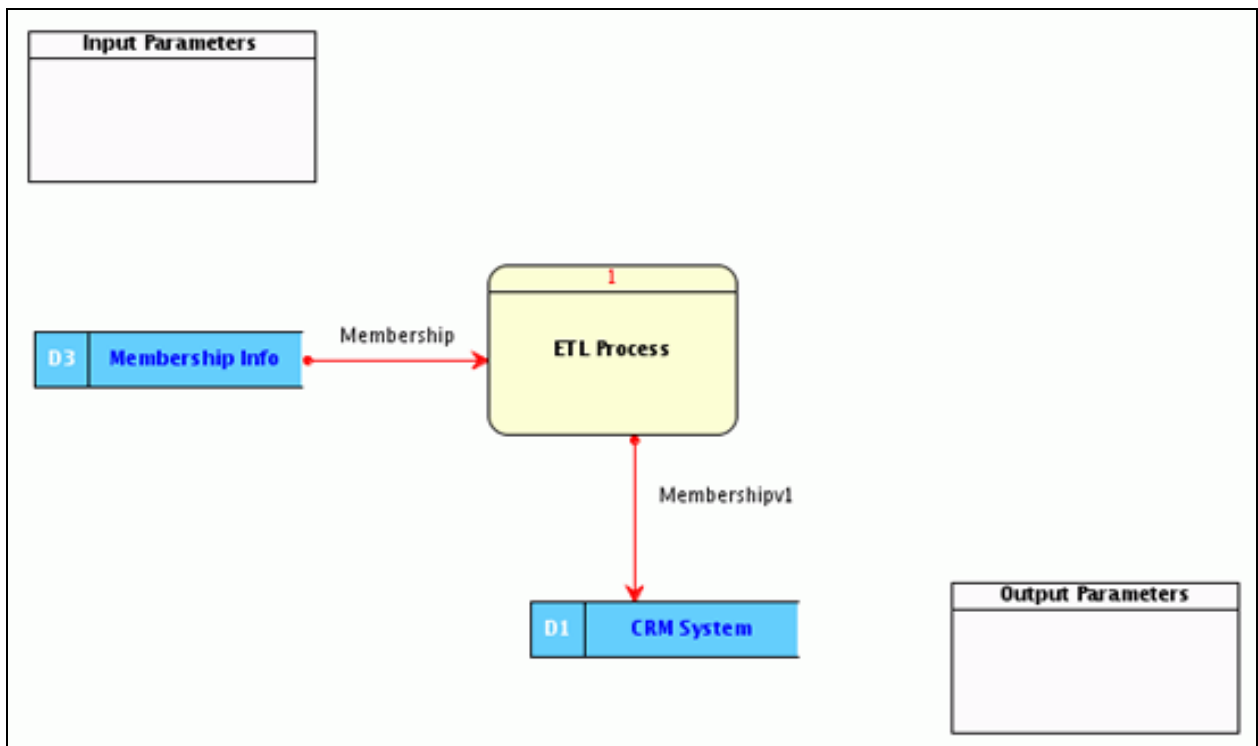 Input Parameters
1
Membership
ETL Process
D3 Membership Info
Membershipv1
Output Parameters
D1 CRM System